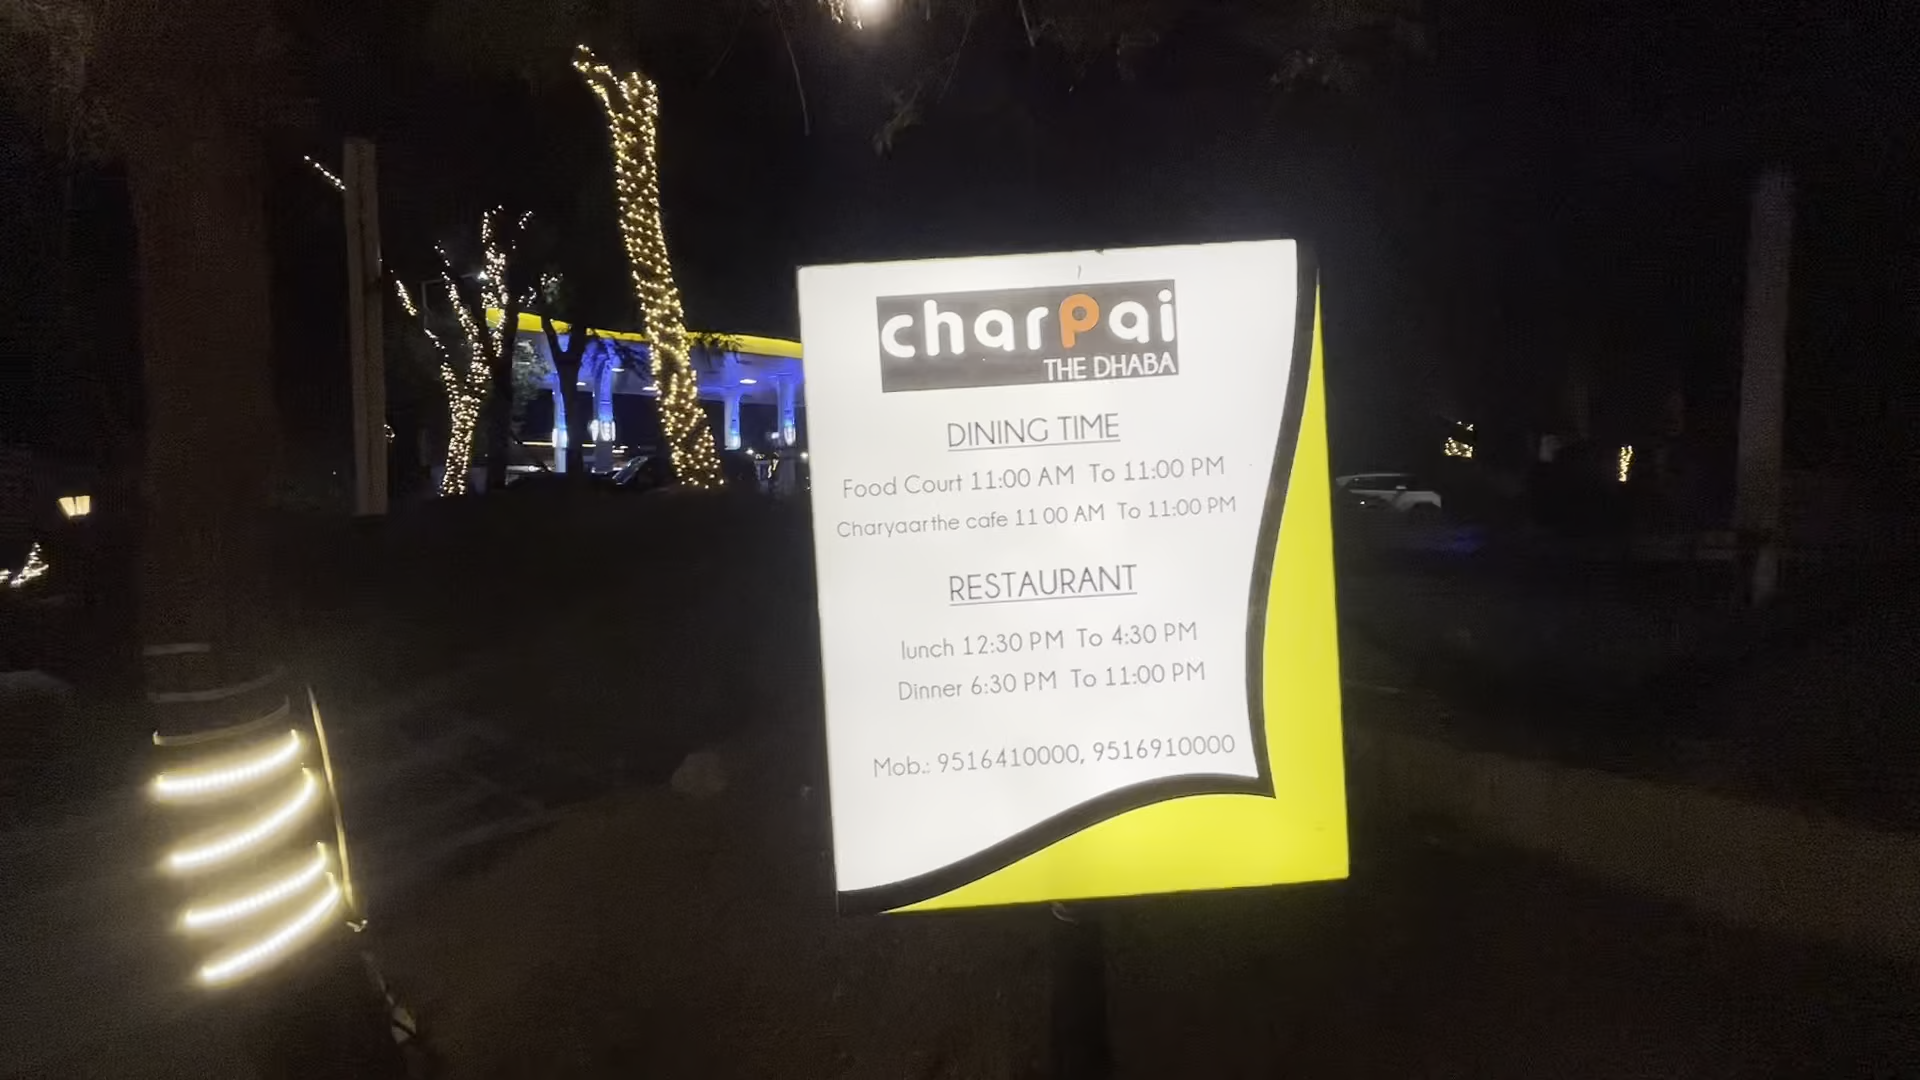 charpai
THE DHABA
DINING TIME
Food Court 11:00 AM To 11:00 PM
Charyaar the cafe 11 00 AM To 11:00 PM
RESTAURANT
lunch 12:30 PM To 4:30 PM
Dinner 6:30 PM To 11:00 PM
Mob.: 9516410000, 9516910000